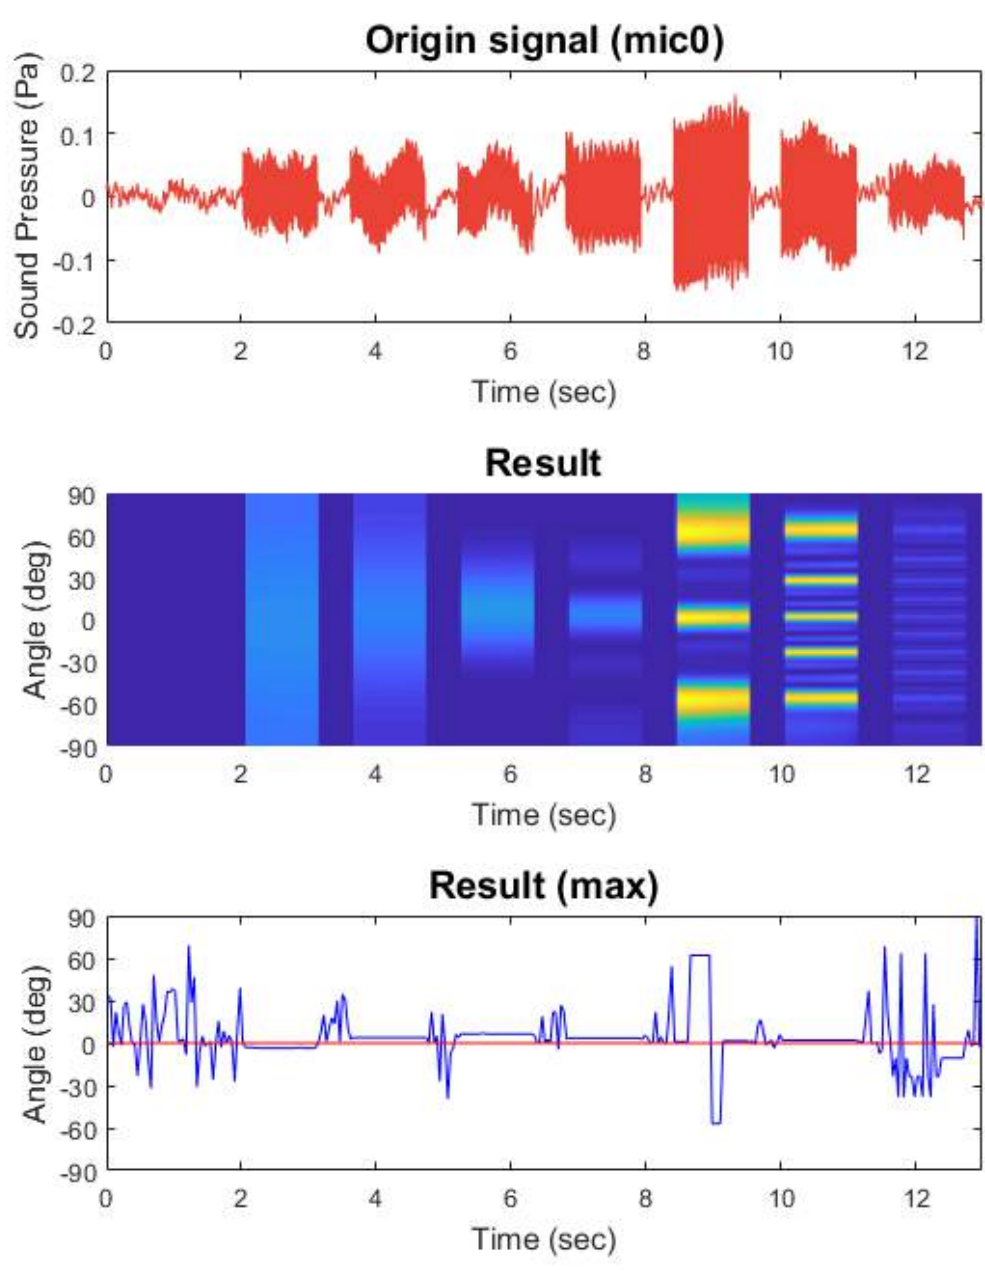 Origin signal (mic0)
Sound Pressure (Pa)
0.2
0.1
0
-0.1
-0.2
0 2 4 6 8 10 12
Time (sec)
Result
Angle (deg)
90
60
30
0
-30
-60
-90
0 2 4 6 8 10 12
Time (sec)
Result (max)
Angle (deg)
90
60
30
0
-30
-60
-90
0 2 4 6 8 10 12
Time (sec)